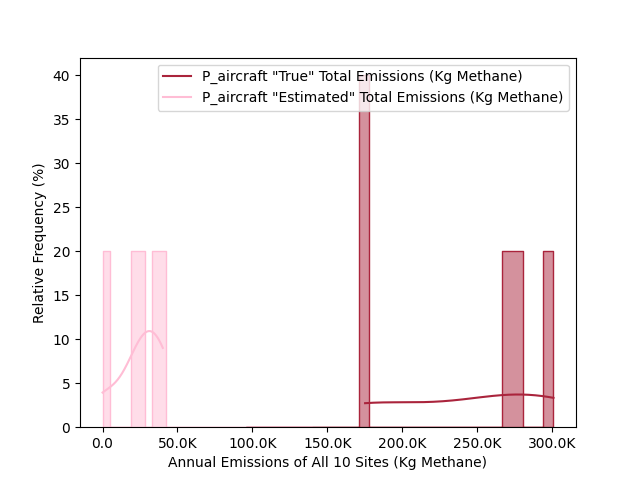 P_aircraft "True" Total Emissions (Kg Methane)
P_aircraft "Estimated" Total Emissions (Kg Methane)
40
35
30
25
20
15
10
5
0
Relative Frequency (%)
0.0 50.0K 100.0K 150.0K 200.0K 250.0K 300.0K
Annual Emissions of All 10 Sites (Kg Methane)